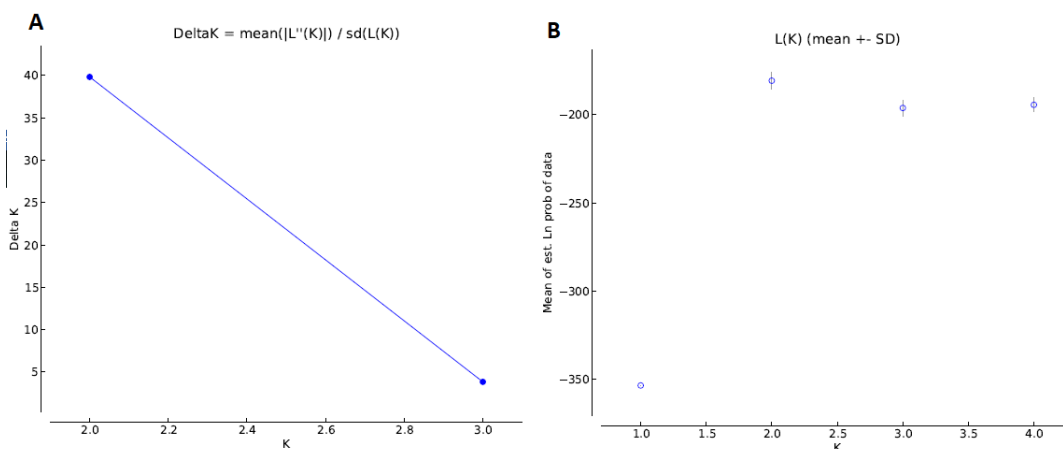 A
DeltaK = mean(|L''(K)|) / sd(L(K))
Delta K
40
35
30
25
20
15
10
5
2.0 2.2 2.4 2.6 2.8 3.0
K
B
L(K) (mean +- SD)
Mean of est. Ln prob of data
−200
−250
−300
−350
1.0 1.5 2.0 2.5 3.0 3.5 4.0
K